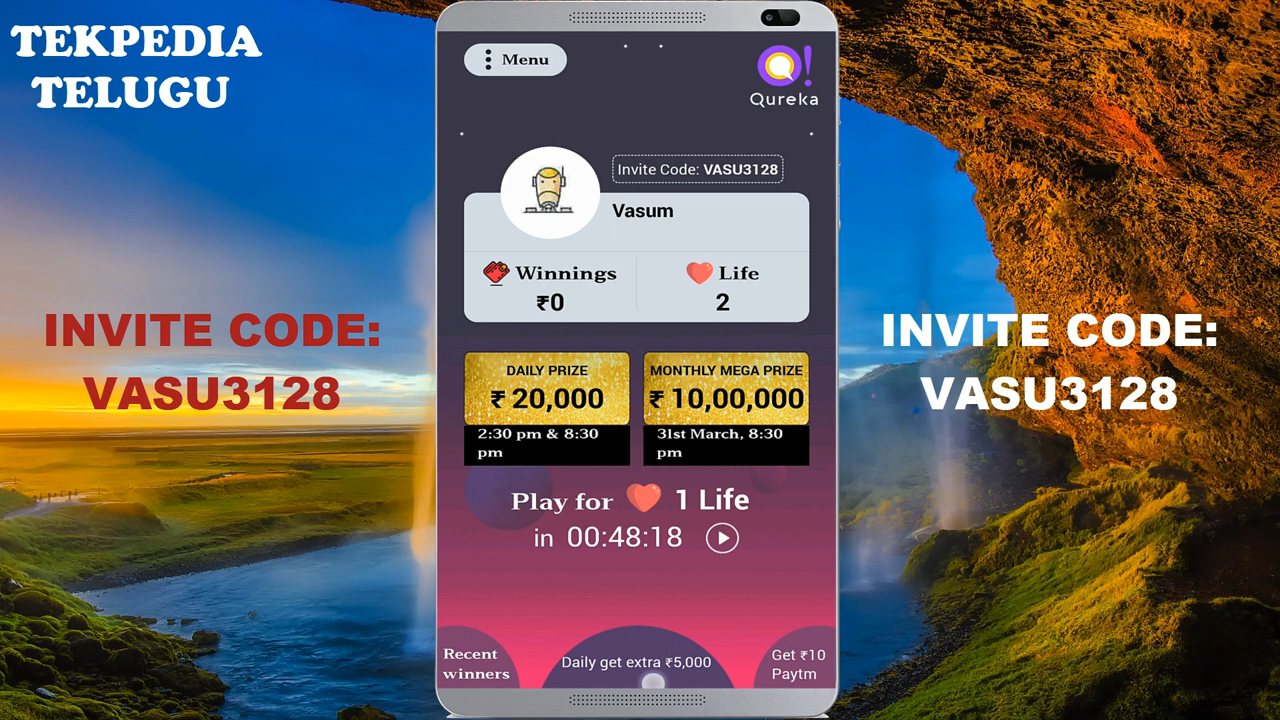 TEKPEDIA
TELUGU
Menu
Qureka
Invite Code: VASU3128
Vasum
Winnings
₹0
Life
2
INVITE CODE:
VASU3128
INVITE CODE:
VASU3128
DAILY PRIZE
₹ 20,000
2:30 pm & 8:30
pm
MONTHLY MEGA PRIZE
₹ 10,00,000
31st March, 8:30
pm
Play for 1 Life
in 00:48:18
Recent
winners
Daily get extra ₹5,000
Get ₹10
Paytm